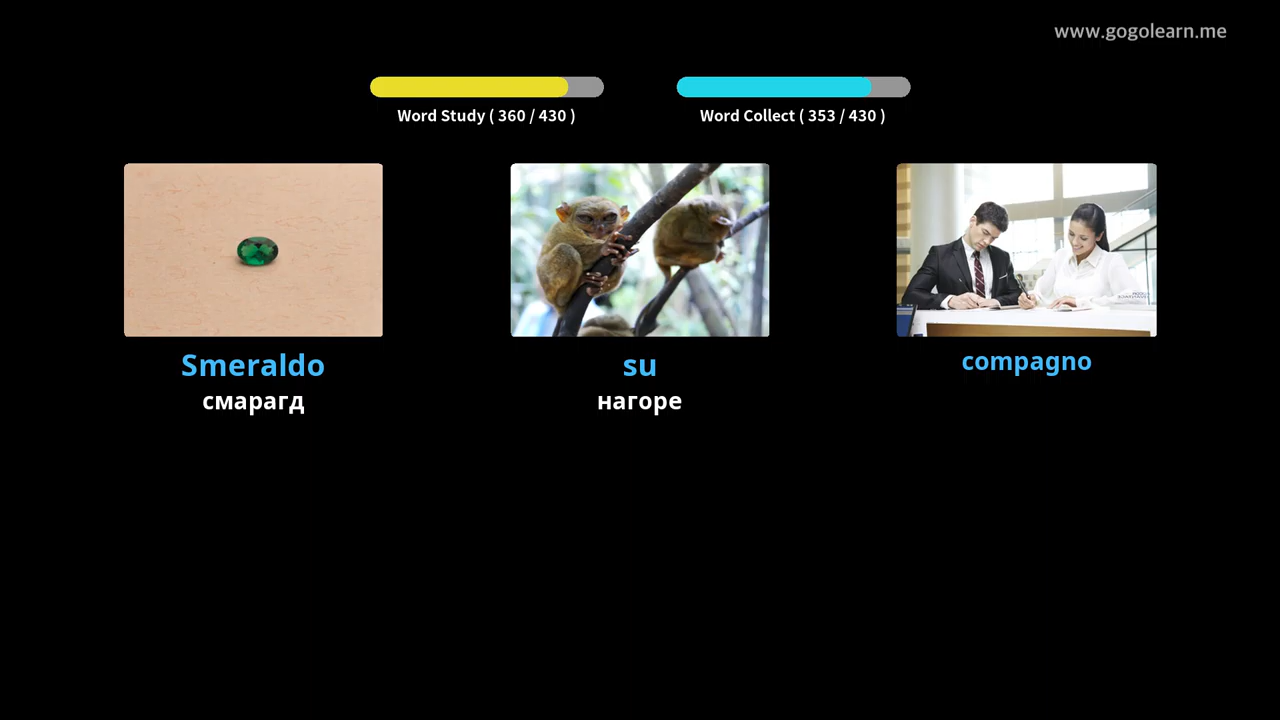 www.gogolearn.me
Word Study ( 360 / 430 )
Word Collect ( 353 / 430 )
Smeraldo
смарагд
su
нагоре
compagno